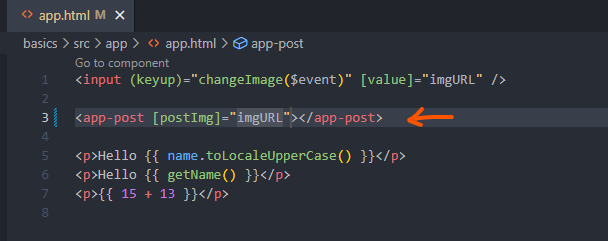 app.html M
basics > src > app > app.html > app-post
Go to component
1 <input (keyup)="changeImage($event)" [value]="imgURL" />
2
3 <app-post [postImg]="imgURL"></app-post>
4
5 <p>Hello {{ name.toLocaleUpperCase() }}</p>
6 <p>Hello {{ getName() }}</p>
7 <p>{{ 15 + 13 }}</p>
8